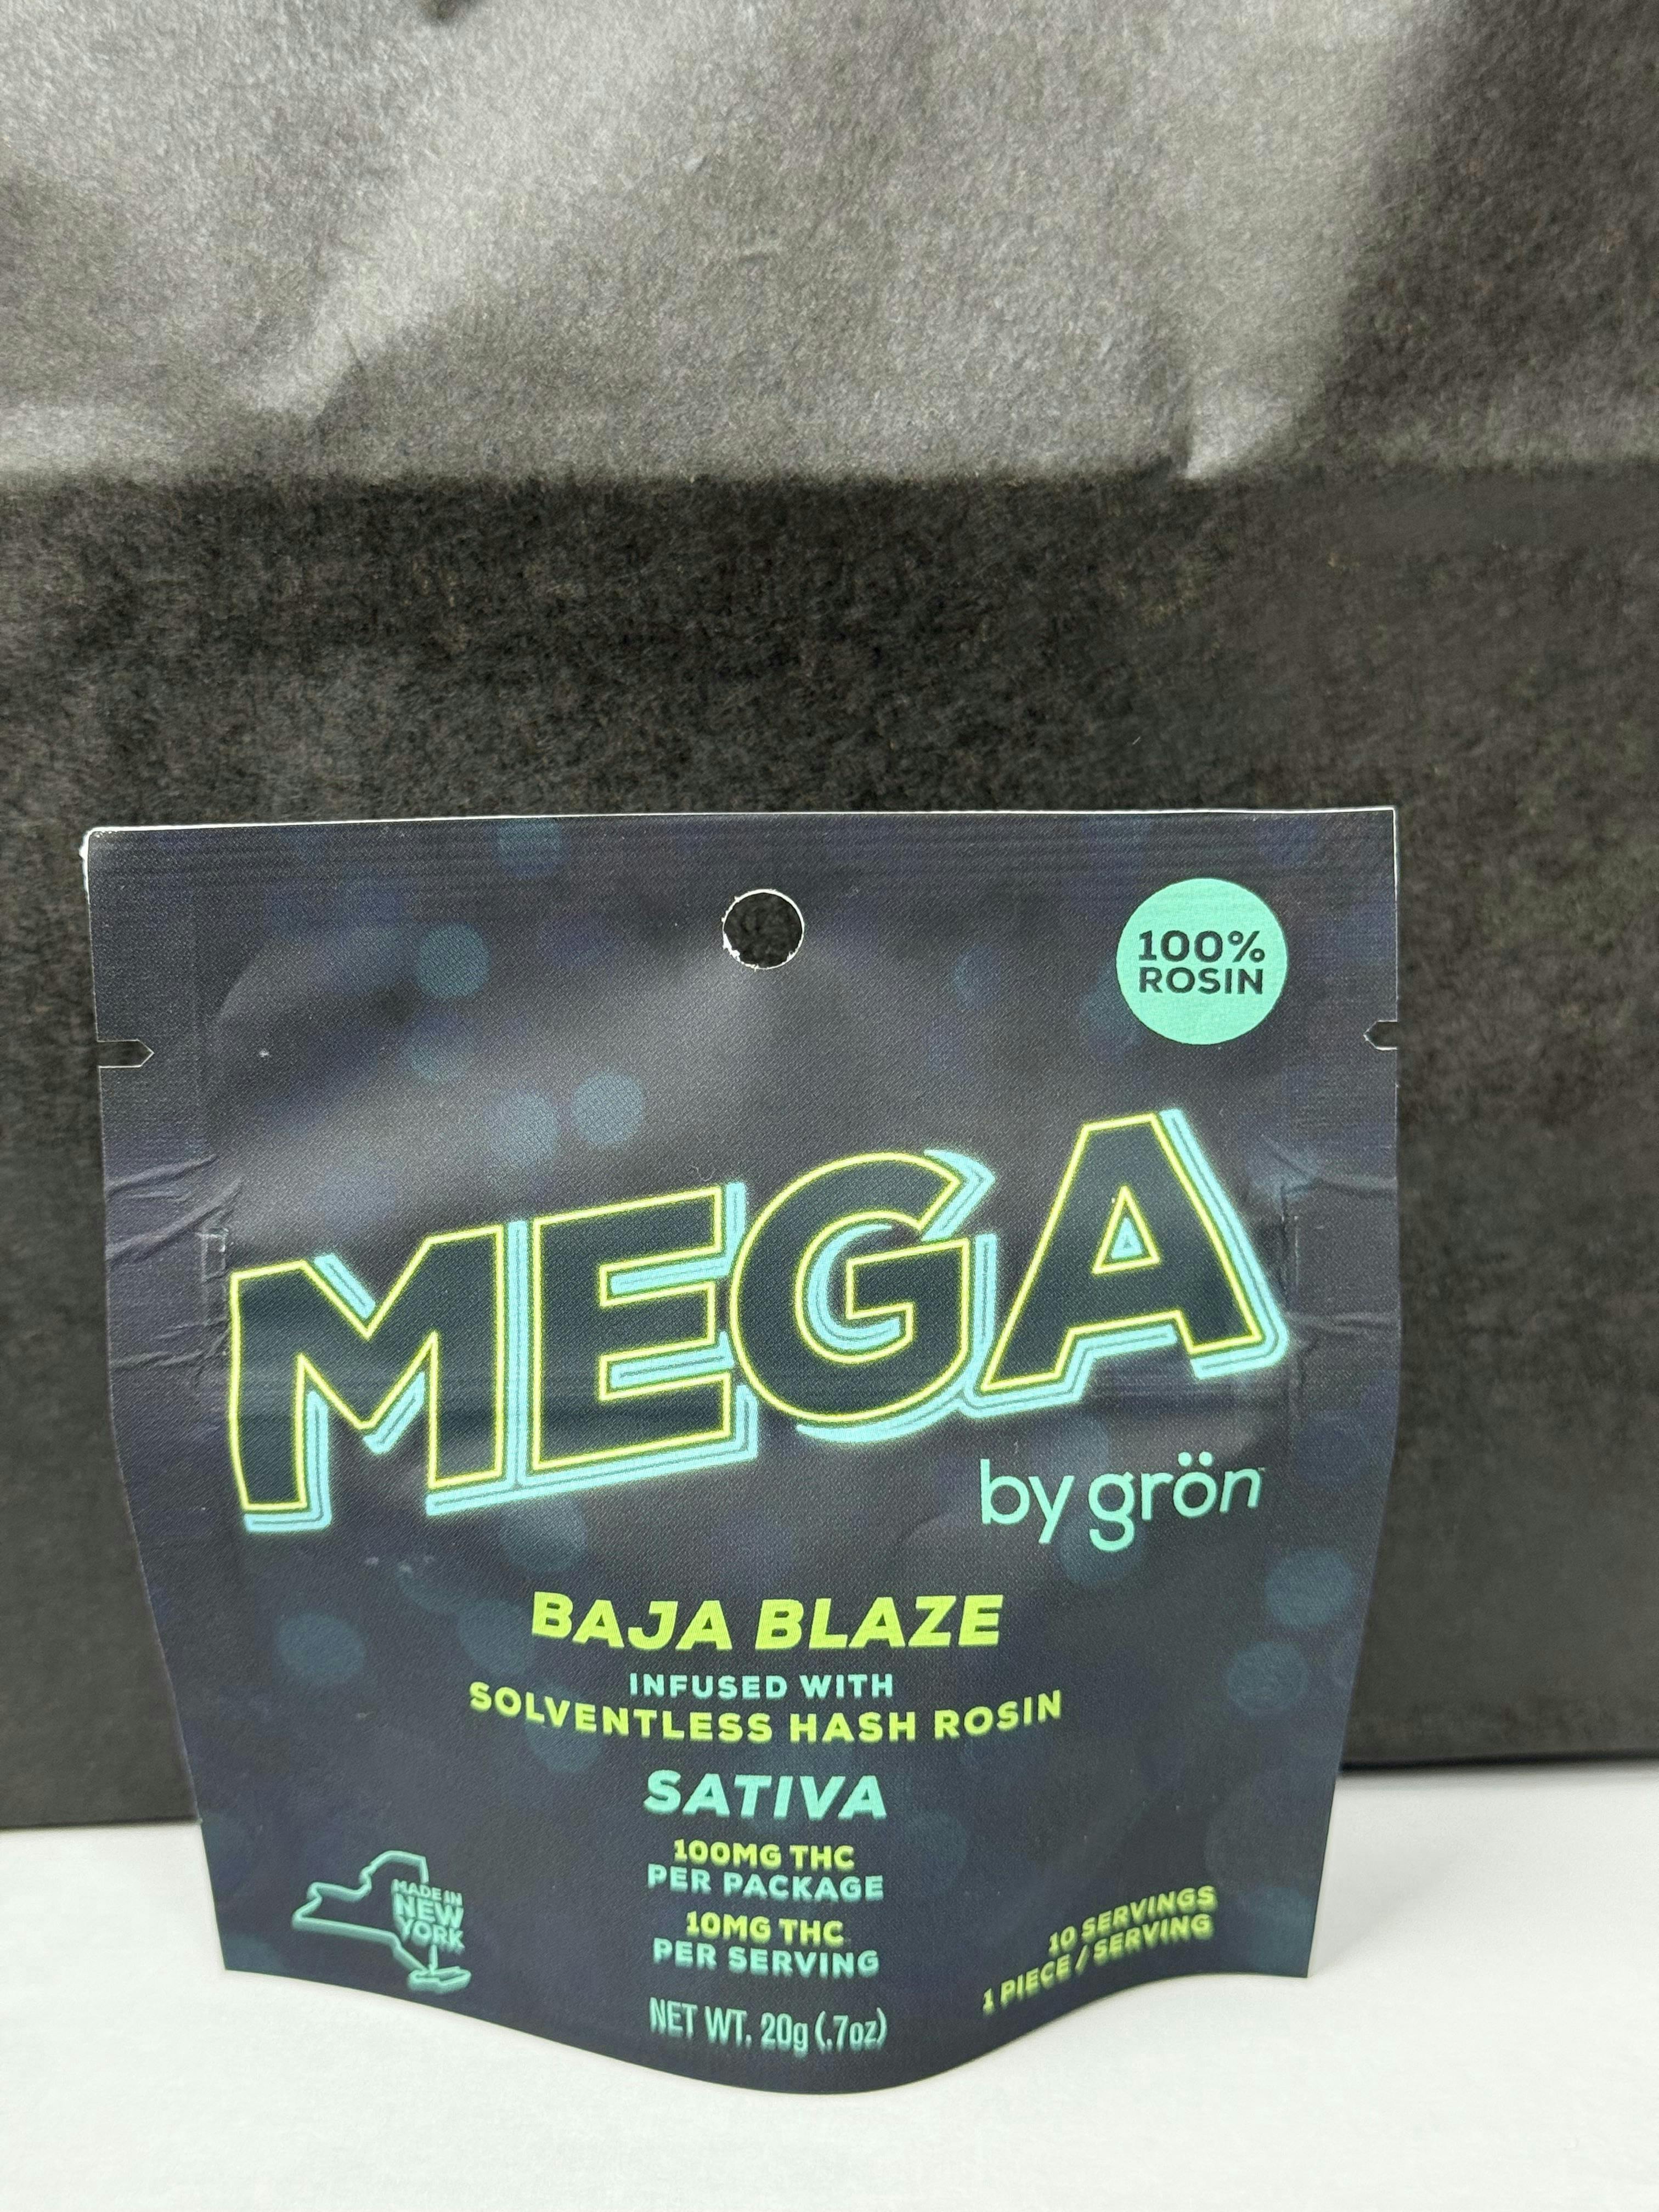 100%
ROSIN
MEGA
by grön
BAJA BLAZE
INFUSED WITH
SOLVENTLESS HASH ROSIN
SATIVA
100MG THC
PER PACKAGE
10MG THC
PER SERVING
NET WT. 20g (.7oz)
MADE IN
NEW
YORK
10 SERVINGS
1 PIECE / SERVING